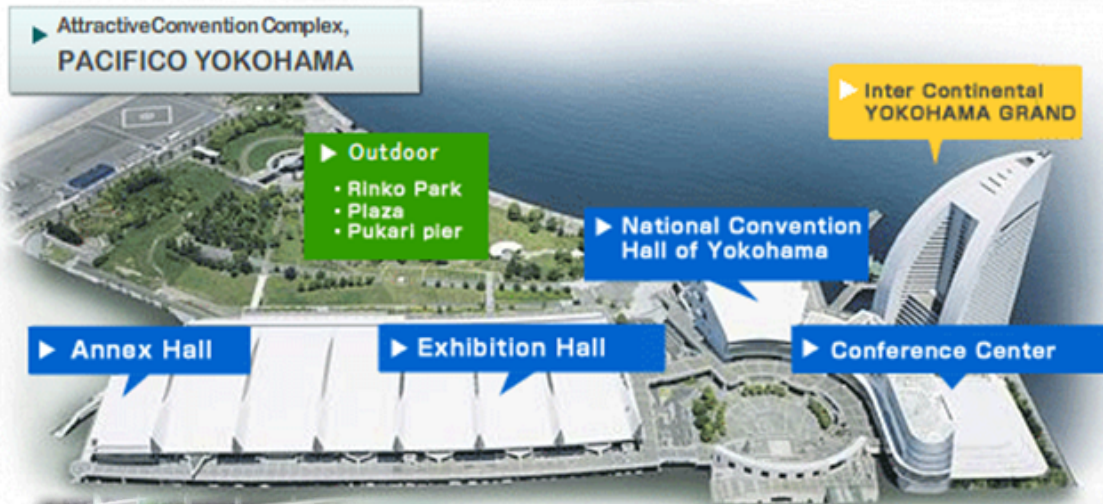 AttractiveConvention Complex,
PACIFICO YOKOHAMA
Inter Continental
YOKOHAMA GRAND
Outdoor
・Rinko Park
・Plaza
・Pukari pier
National Convention
Hall of Yokohama
Annex Hall
Exhibition Hall
Conference Center